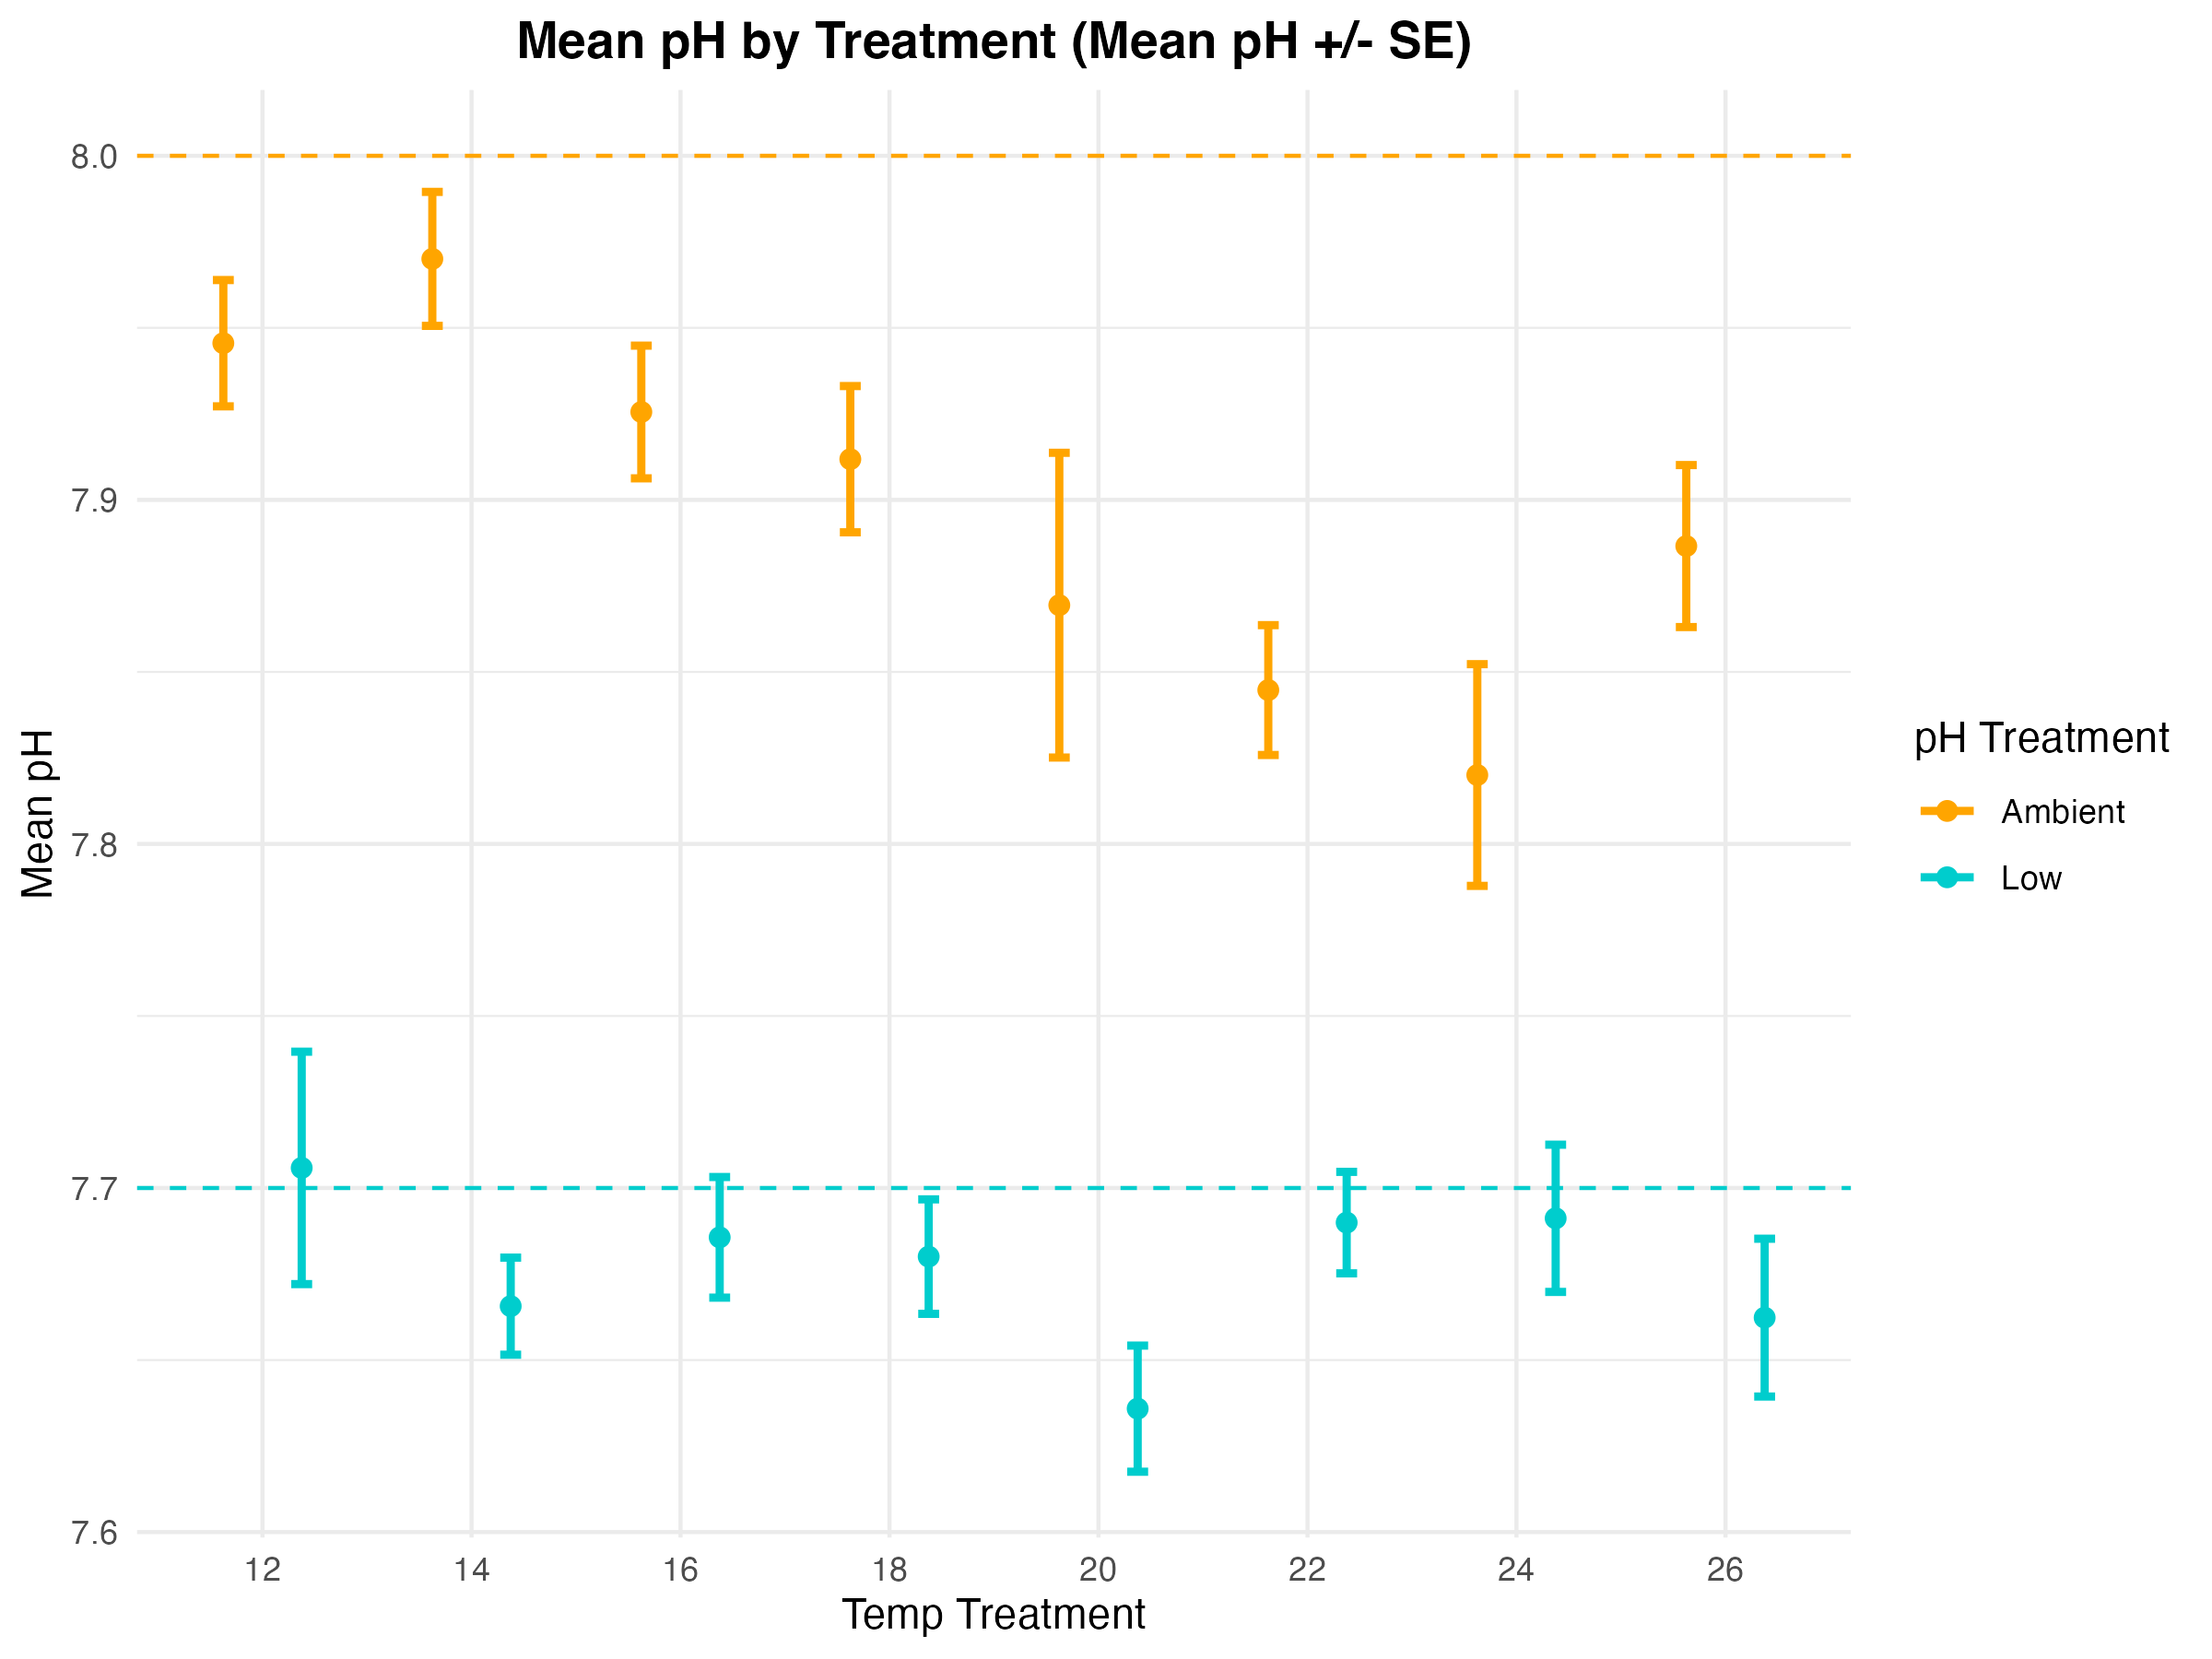 Mean pH by Treatment (Mean pH +/- SE)
8.0
7.9
7.8
7.7
7.6
Mean pH
12 14 16 18 20 22 24 26
Temp Treatment
pH Treatment
Ambient
Low